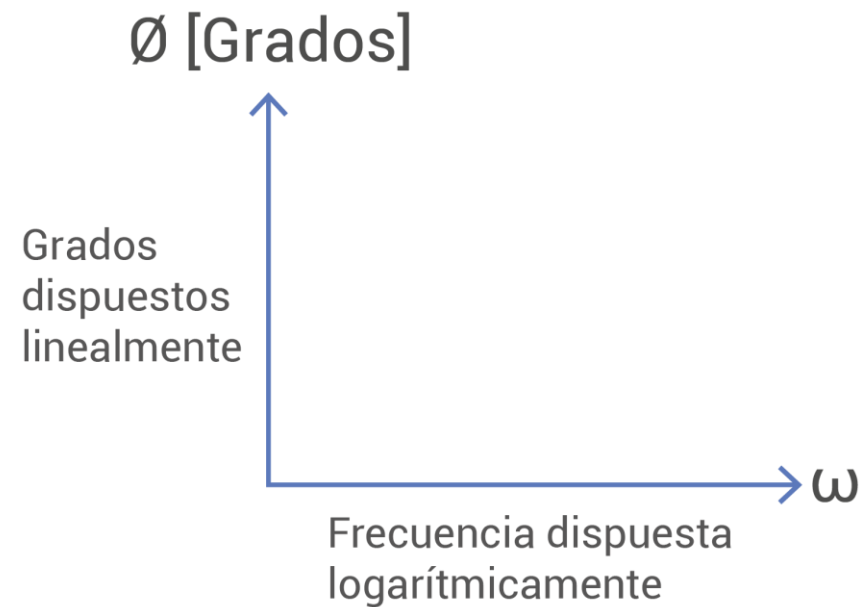 Ø [Grados]
Grados
dispuestos
linealmente
ω
Frecuencia dispuesta
logarítmicamente